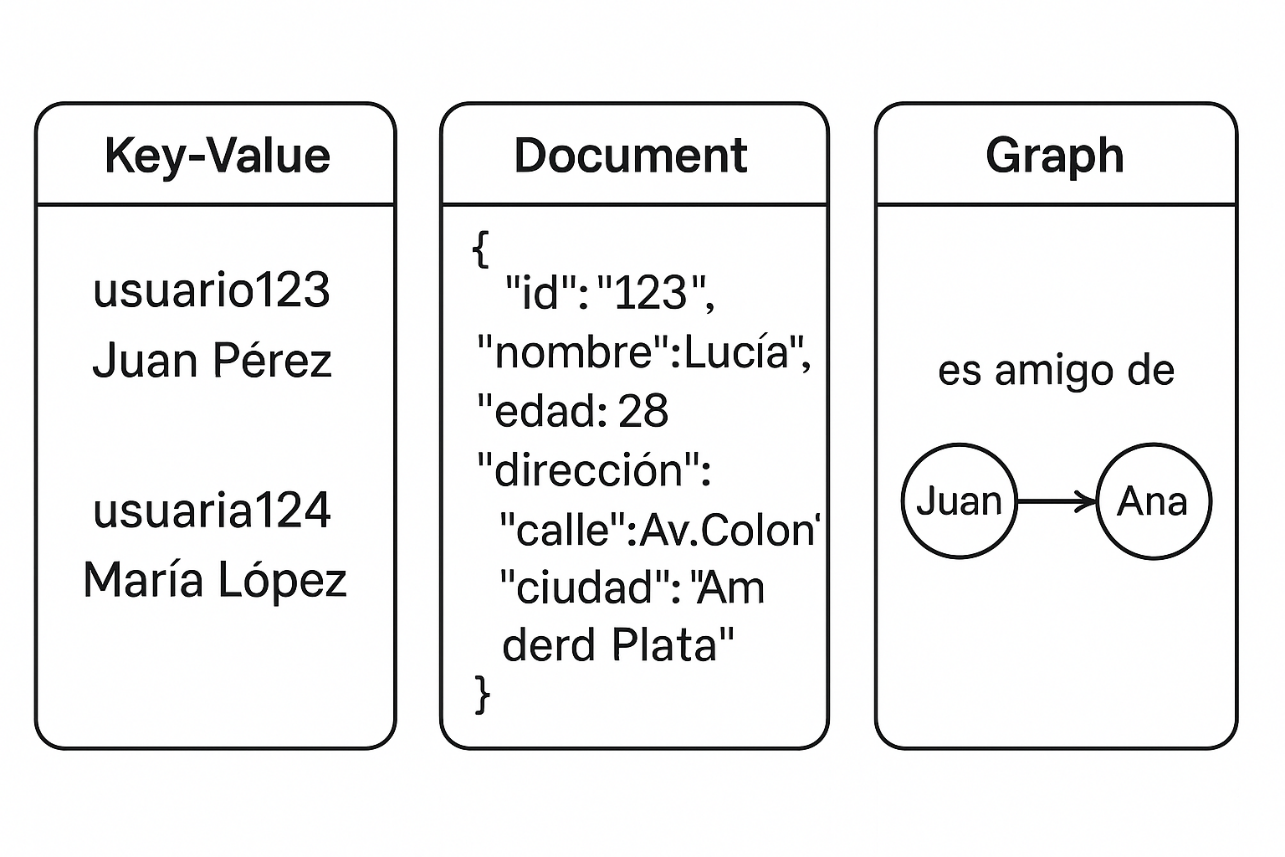 Key-Value
usuario123
Juan Pérez
usuaria124
María López
Document
{
"id": "123",
"nombre":Lucía",
"edad: 28
"dirección":
"calle":Av.Colon'
"ciudad": "Am
derd Plata"
}
Graph
es amigo de
Juan
Ana